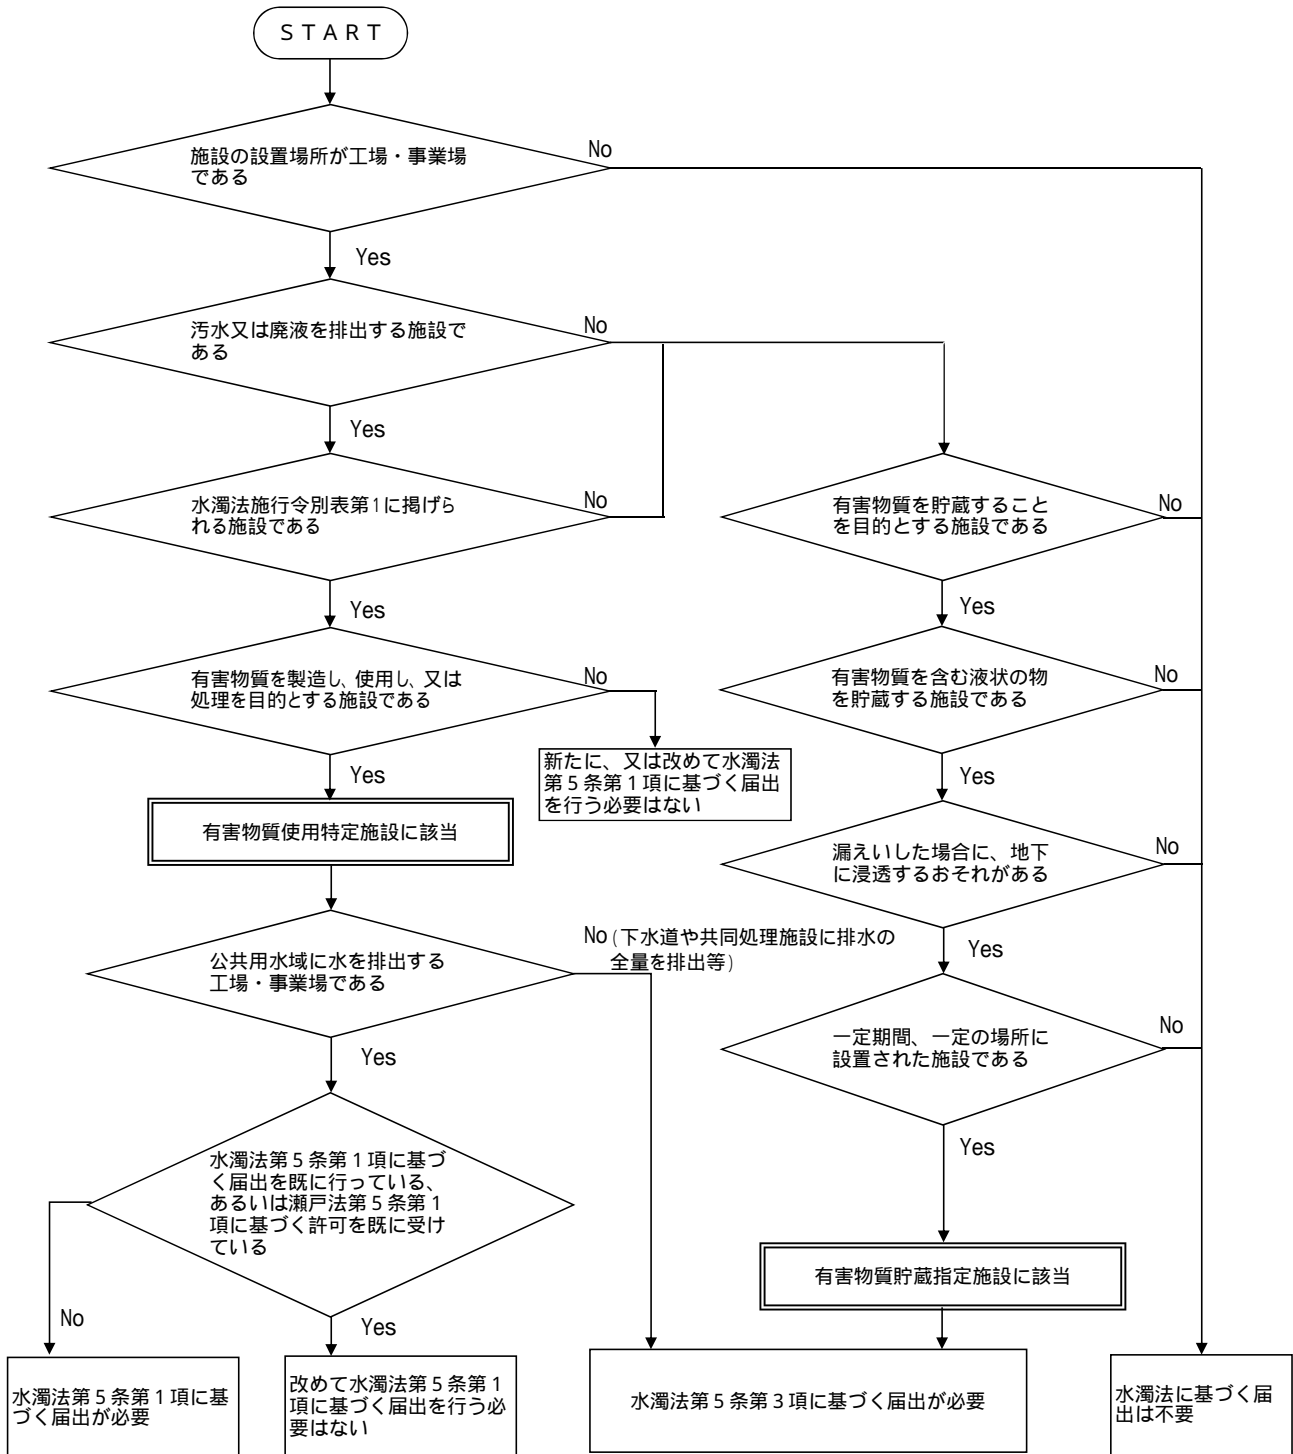 ＳＴＡＲＴ
施設の設置場所が工場・事業場
である
No
Yes
汚水又は廃液を排出する施設で
ある
No
Yes
水濁法施行令別表第1に掲げら
れる施設である
No
有害物質を貯蔵すること
を目的とする施設である
No
Yes
Yes
有害物質を製造し、使用し、又は
処理を目的とする施設である
No
有害物質を含む液状の物
を貯蔵する施設である
No
Yes
新たに、又は改めて水濁法
第５条第１項に基づく届出
を行う必要はない
Yes
有害物質使用特定施設に該当
漏えいした場合に、地下
に浸透するおそれがある
No
Yes
公共用水域に水を排出する
工場・事業場である
No（下水道や共同処理施設に排水の
全量を排出等）
Yes
一定期間、一定の場所に
設置された施設である
No
Yes
水濁法第５条第１項に基づ
く届出を既に行っている、
あるいは瀬戸法第５条第１
項に基づく許可を既に受け
ている
No
Yes
有害物質貯蔵指定施設に該当
水濁法第５条第１項に基
づく届出が必要
改めて水濁法第５条第１
項に基づく届出を行う必
要はない
水濁法第５条第３項に基づく届出が必要
水濁法に基づく届
出は不要